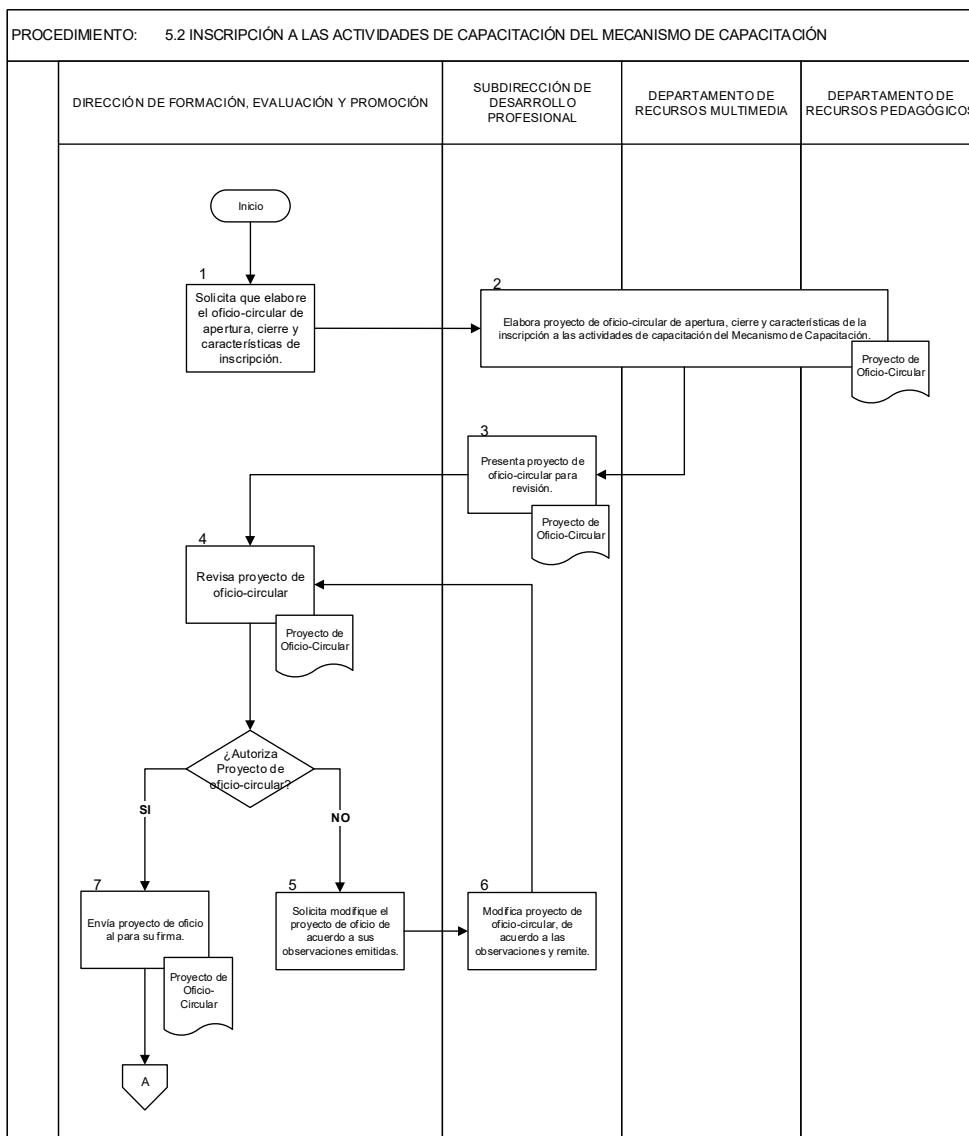 PROCEDIMIENTO: 5.2 INSCRIPCIÓN A LAS ACTIVIDADES DE CAPACITACIÓN DEL MECANISMO DE CAPACITACIÓN
DIRECCIÓN DE FORMACIÓN, EVALUACIÓN Y PROMOCIÓN
SUBDIRECCIÓN DE
DESARROLLO
PROFESIONAL
DEPARTAMENTO DE
RECURSOS MULTIMEDIA
DEPARTAMENTO DE
RECURSOS PEDAGÓGICOS
Inicio
1
Solicita que elabore
el oficio-circular de
apertura, cierre y
características de
inscripción.
2
Elabora proyecto de oficio-circular de apertura, cierre y características de la
inscripción a las actividades de capacitación del Mecanismo de Capacitación.
Proyecto de
Oficio-Circular
3
Presenta proyecto de
oficio-circular para
revisión.
Proyecto de
Oficio-Circular
4
Revisa proyecto de
oficio-circular
Proyecto de
Oficio-Circular
¿Autoriza
Proyecto de
oficio-circular?
SI
NO
7
Envía proyecto de oficio
al para su firma.
Proyecto de
Oficio-
Circular
5
Solicita modifique el
proyecto de oficio de
acuerdo a sus
observaciones emitidas.
6
Modifica proyecto de
oficio-circular, de
acuerdo a las
observaciones y remite.
A